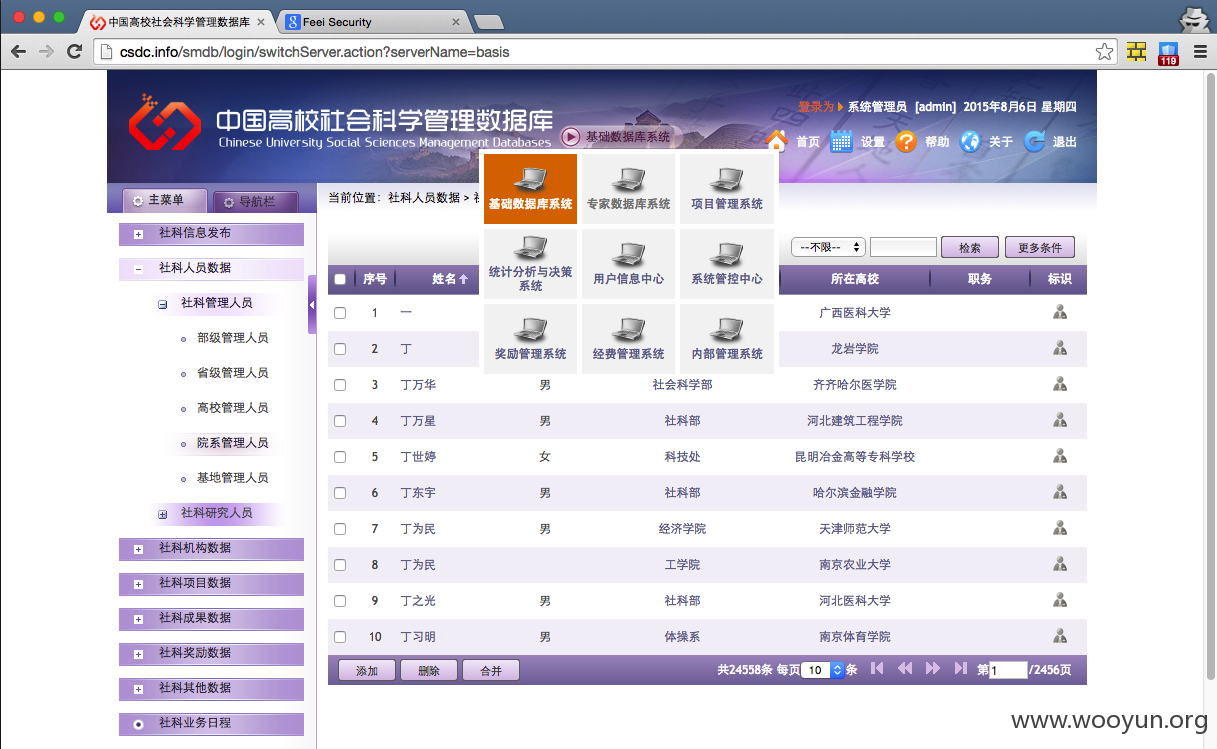 中国高校社会科学管理数据库
Feei Security
csdc.info/smdb/login/switchServer.action?serverName=basis
119
登录为 系统管理员 [admin] 2015年8月6日 星期四
中国高校社会科学管理数据库
Chinese University Social Sciences Management Databases
基础数据库系统
首页 设置 帮助 关于 退出
主菜单 导航栏
当前位置：社科人员数据 >
基础数据库系统 专家数据库系统 项目管理系统
统计分析与决策系统 用户信息中心 系统管控中心
奖励管理系统 经费管理系统 内部管理系统
社科信息发布
社科人员数据
社科管理人员
部级管理人员
省级管理人员
高校管理人员
院系管理人员
基地管理人员
社科研究人员
社科机构数据
社科项目数据
社科成果数据
社科奖励数据
社科其他数据
社科业务日程
--不限-- 检索 更多条件
序号 姓名 所在高校 职务 标识
1 一 广西医科大学
2 丁 龙岩学院
3 丁万华 男 社会科学部 齐齐哈尔医学院
4 丁万星 男 社科部 河北建筑工程学院
5 丁世婷 女 科技处 昆明冶金高等专科学校
6 丁东宇 男 社科部 哈尔滨金融学院
7 丁为民 男 经济学院 天津师范大学
8 丁为民 工学院 南京农业大学
9 丁之光 男 社科部 河北医科大学
10 丁习明 男 体操系 南京体育学院
添加 删除 合并 共24558条 每页 10 条 第 1 /2456页
www.wooyun.org